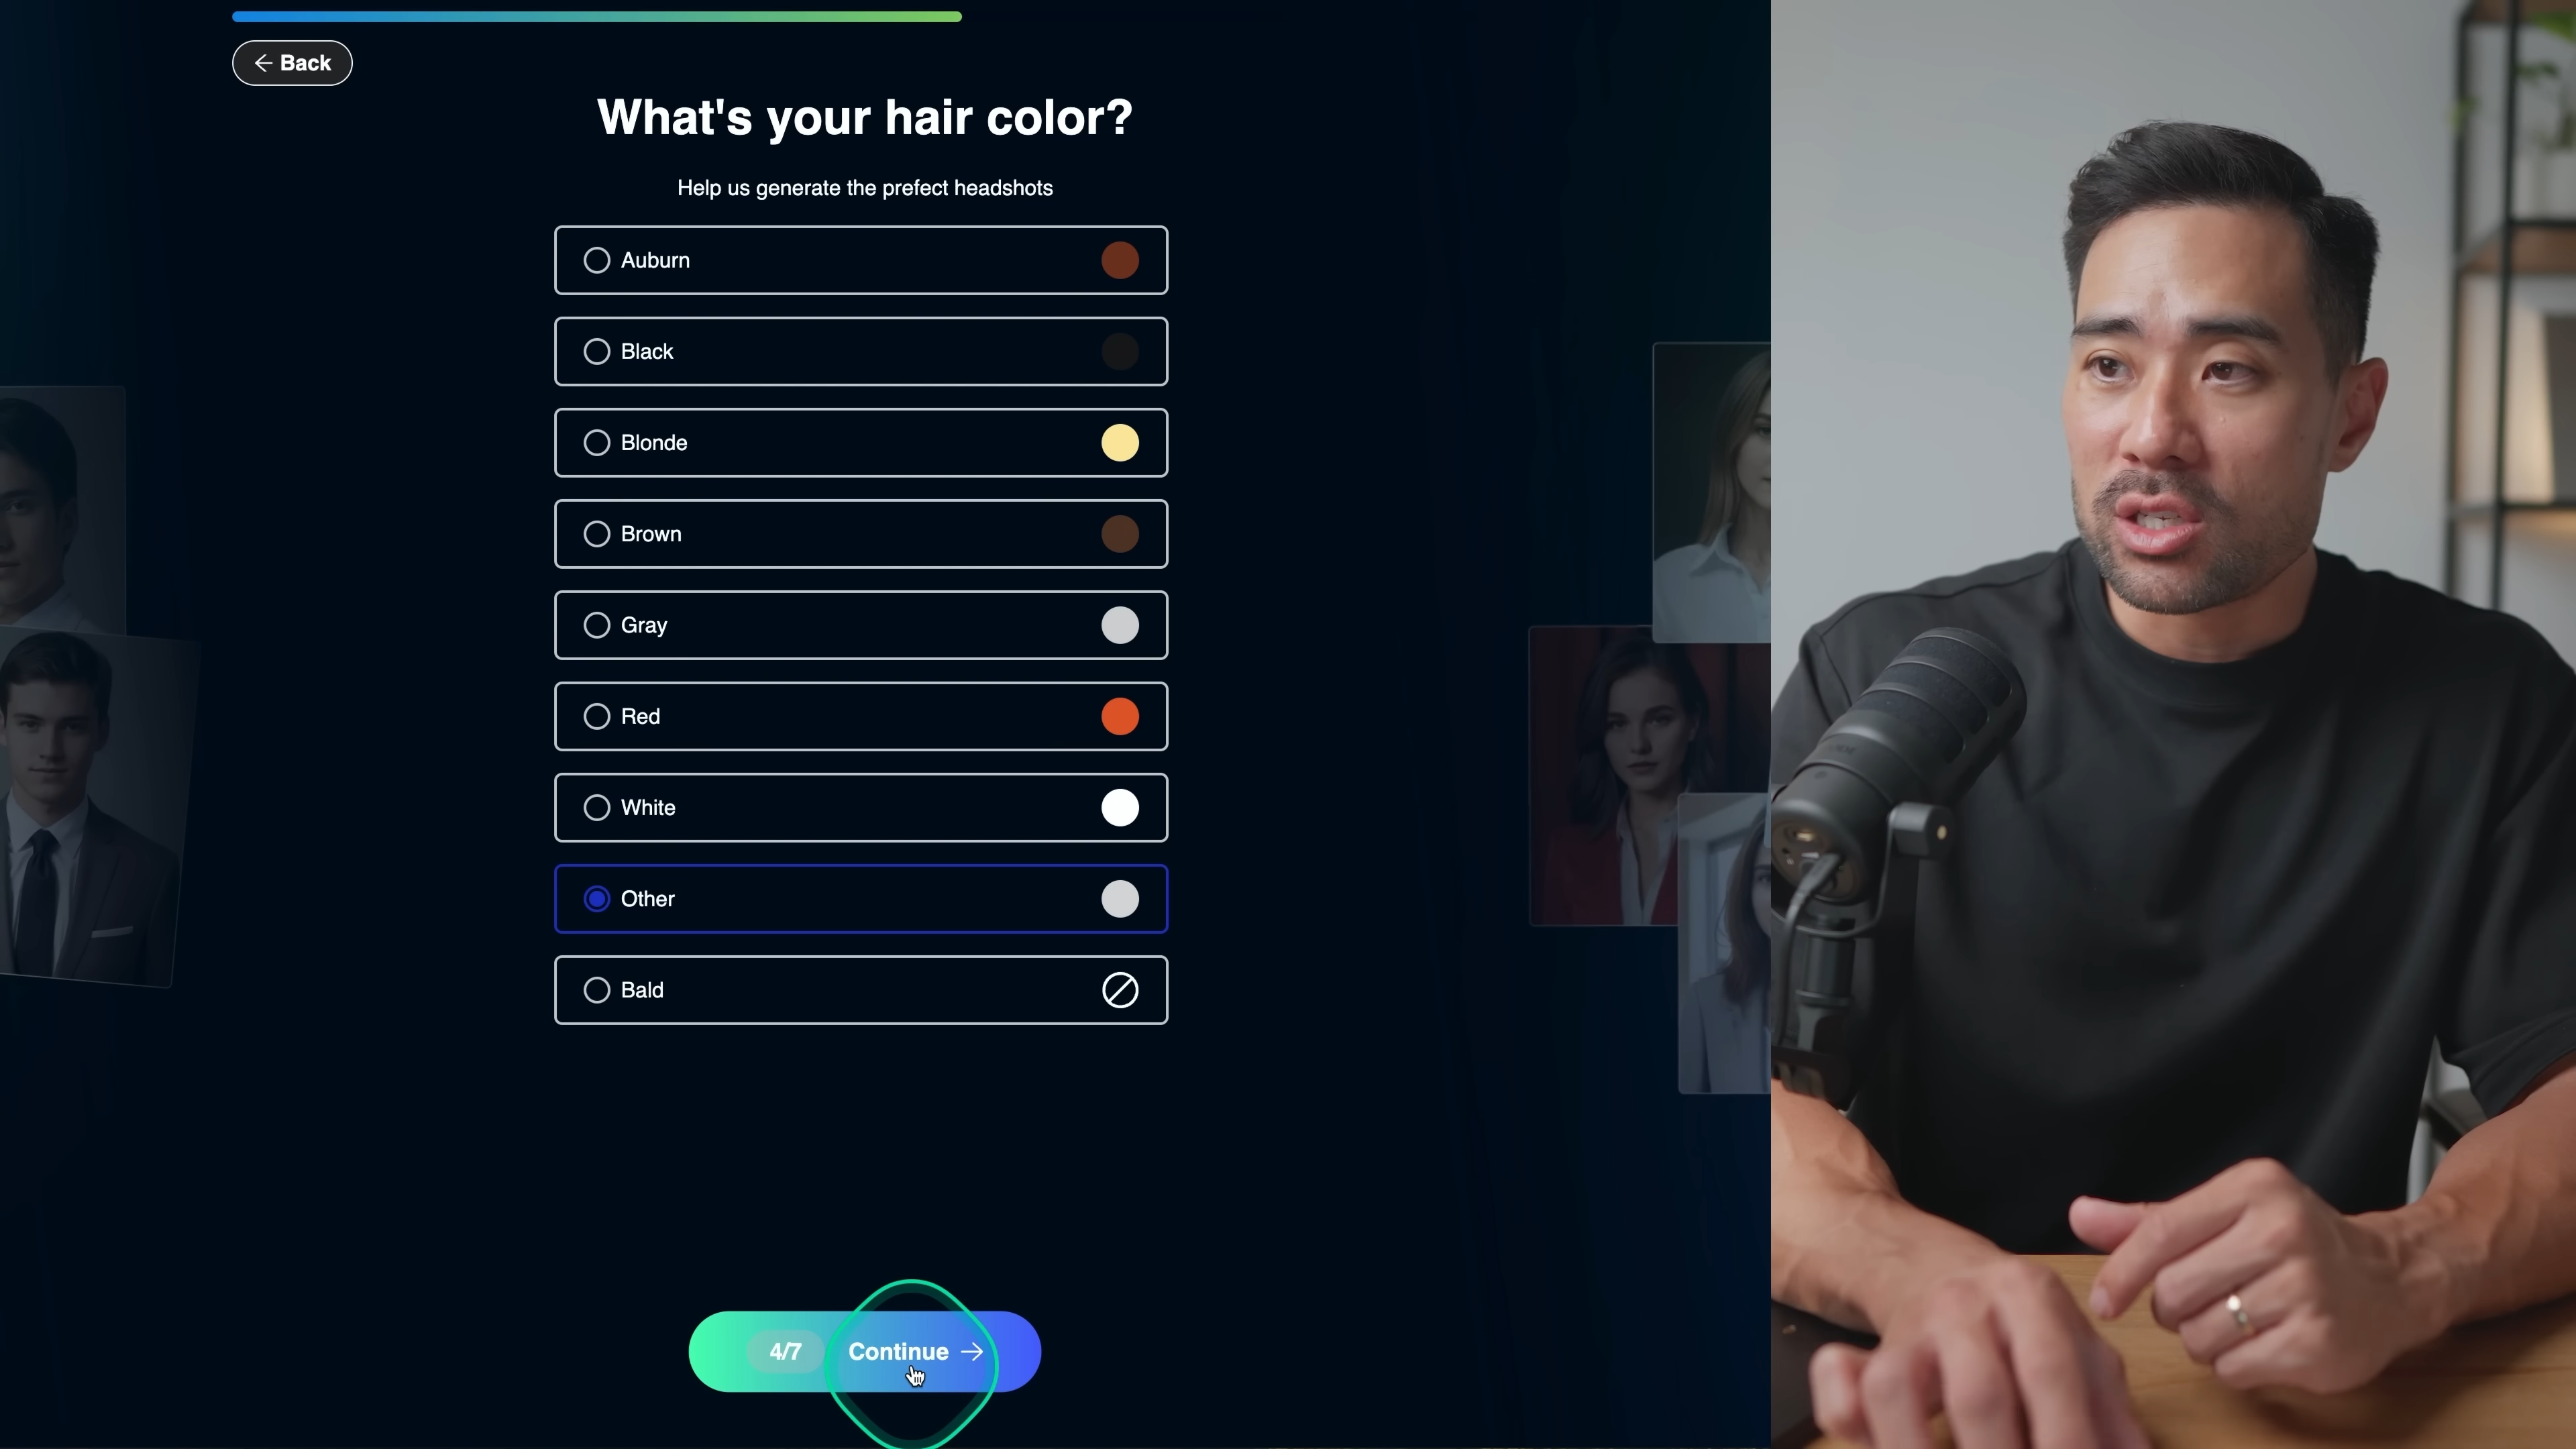 Back
What's your hair color?
Help us generate the prefect headshots
Auburn
Black
Blonde
Brown
Gray
Red
White
Other
Bald
4/7 Continue